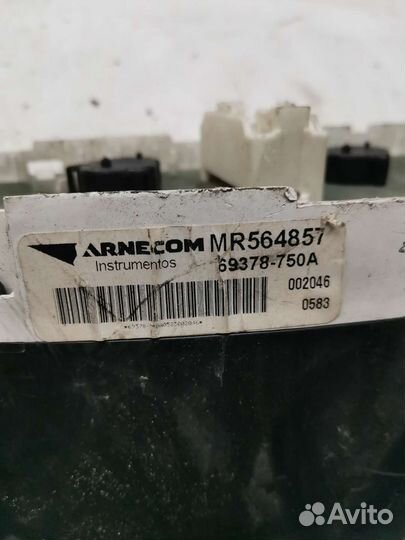 ARNECOM MR564857
Instrumentos 69378-750A
002046
0583
Avito